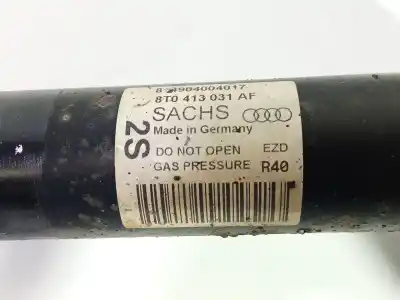 8T0 413 031 AF
SACHS
Made in Germany
2S
DO NOT OPEN EZD
GAS PRESSURE R40